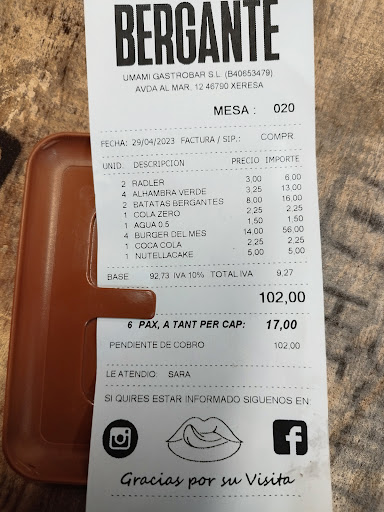 BERGANTE
UMAMI GASTROBAR S.L (B40653479)
AVDA AL MAR, 12 46790 XERESA
MESA : 020
FECHA: 29/04/2023 FACTURA / SIP.: COMPR
UNID. DESCRIPCION PRECIO IMPORTE
2 RADLER 3,00 6,00
4 ALHAMBRA VERDE 3,25 13,00
2 BATATAS BERGANTES 8,00 16,00
1 COLA ZERO 2,25 2,25
1 AGUA 0.5 1,50 1,50
4 BURGER DEL MES 14,00 56,00
1 COCA COLA 2,25 2,25
1 NUTELLACAKE 5,00 5,00
BASE 92,73 IVA 10% TOTAL IVA 9,27
102,00
6 PAX, A TANT PER CAP: 17,00
PENDIENTE DE COBRO 102,00
LE ATENDIO: SARA
SI QUIRES ESTAR INFORMADO SIGUENOS EN:
Gracias por su Visita